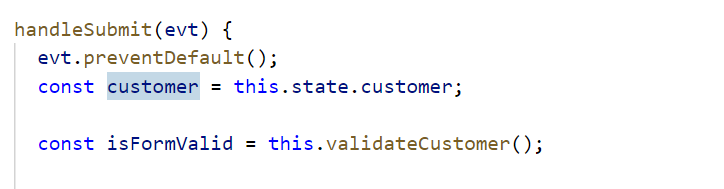 handleSubmit(evt) {
evt.preventDefault();
const customer = this.state.customer;
const isFormValid = this.validateCustomer();